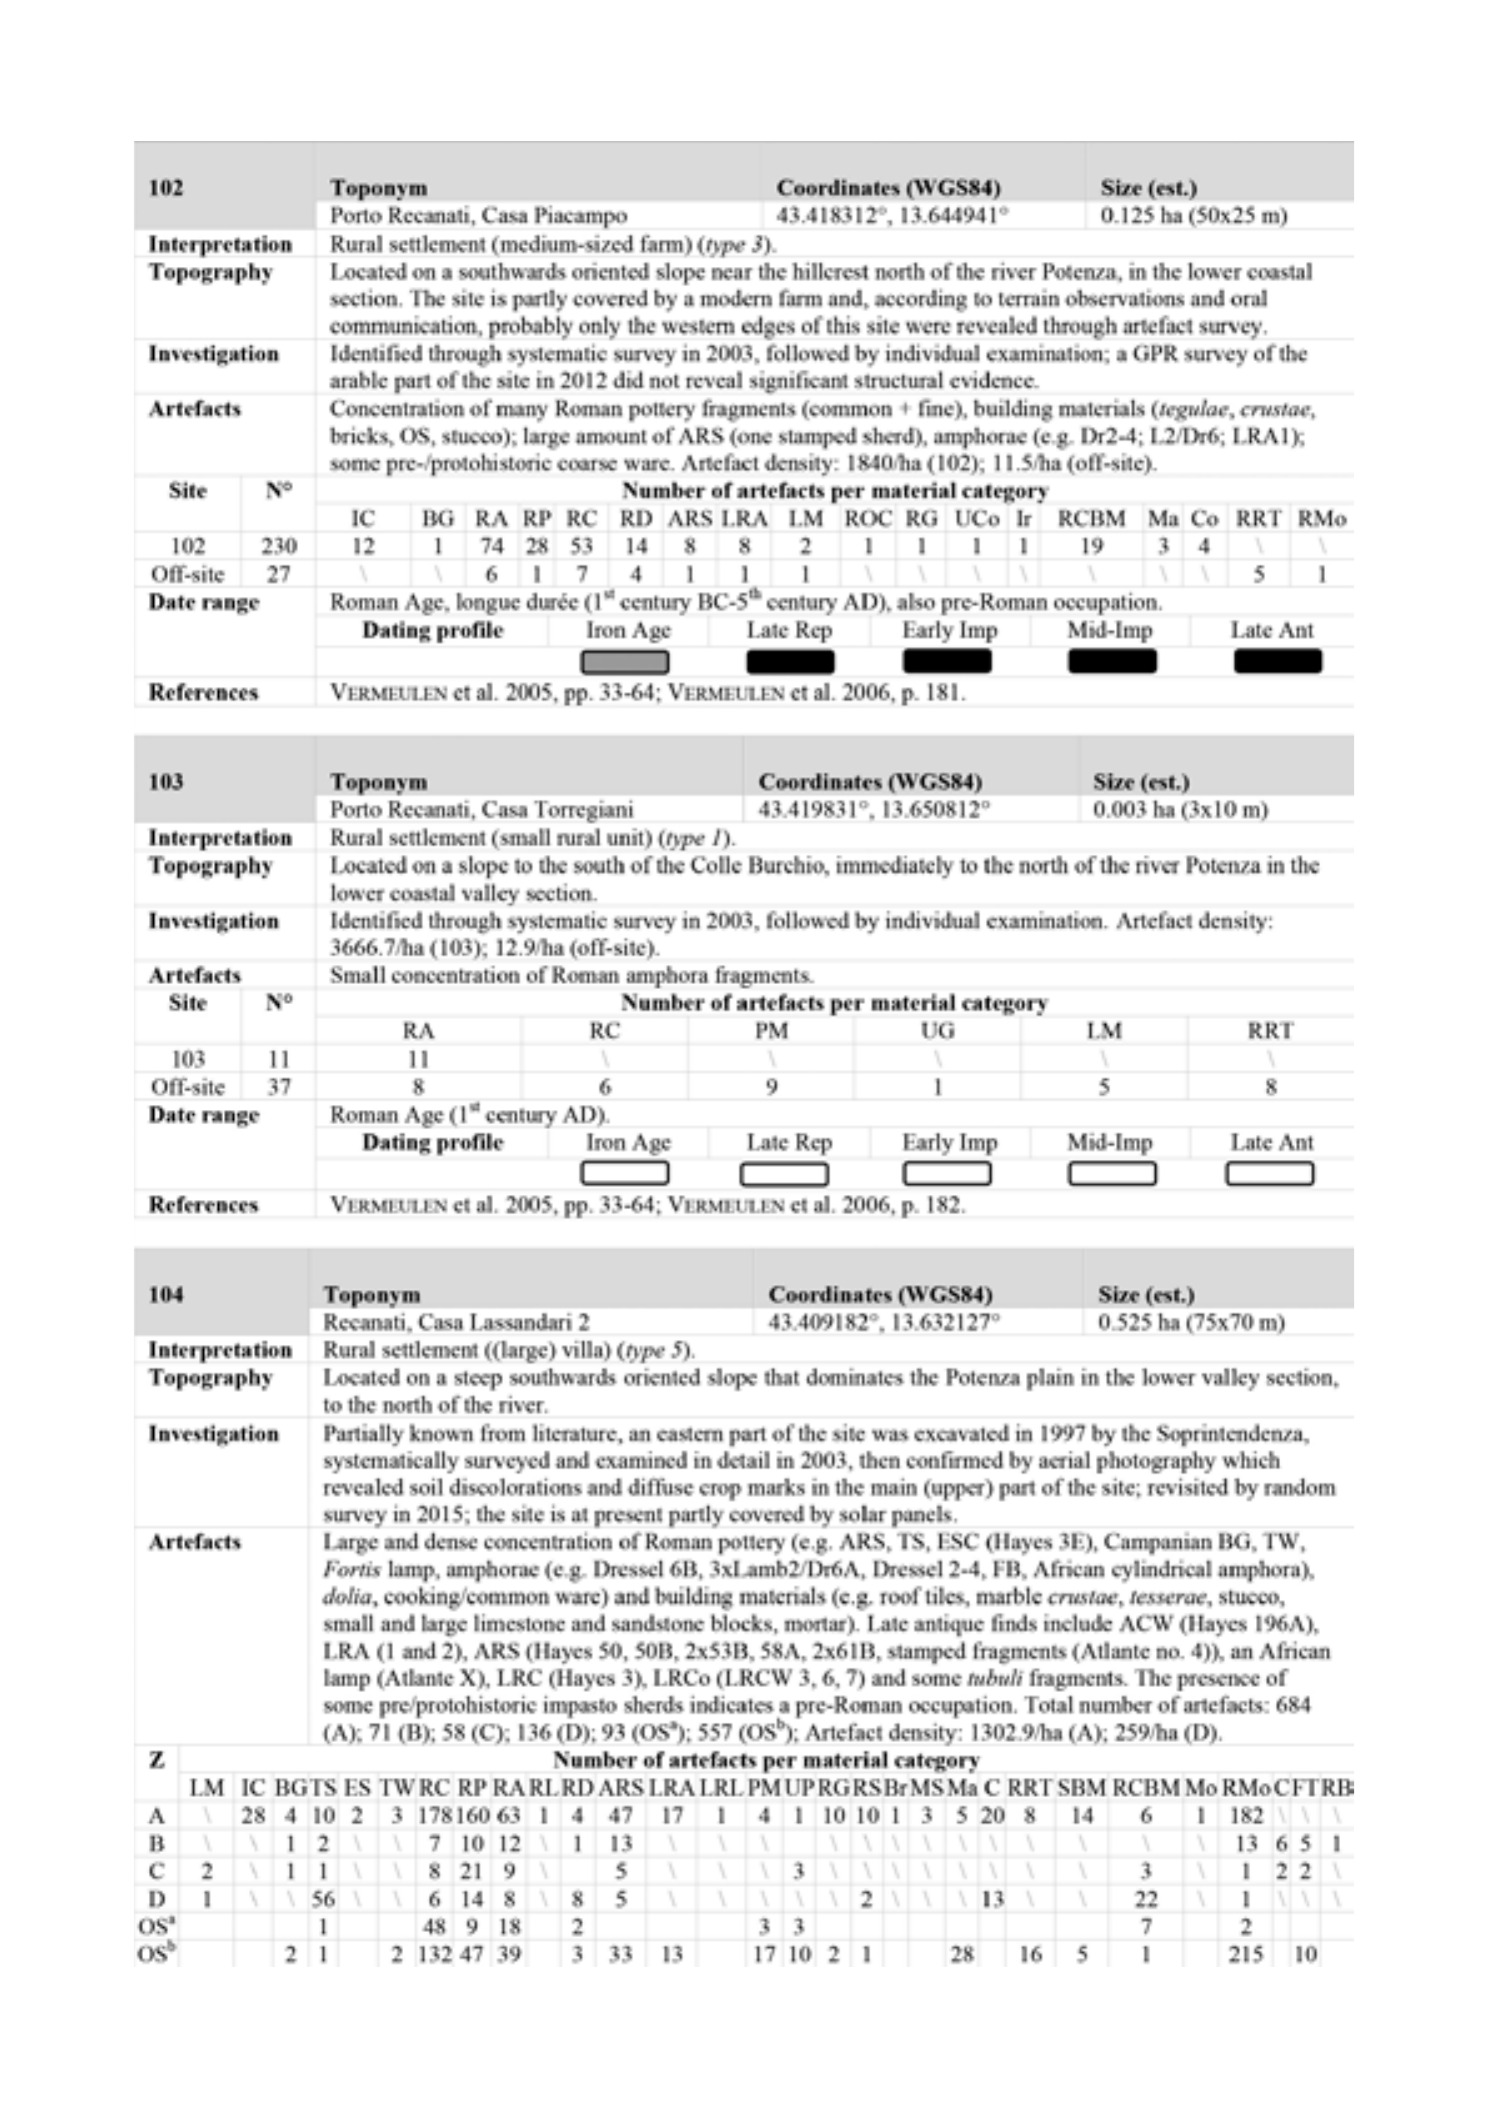 102 Toponym Coordinates (WGS84) Size (est.)
Porto Recanati, Casa Piacampo 43.418312°, 13.644941° 0.125 ha (50x25 m)
Interpretation Rural settlement (medium-sized farm) (type 3).
Topography Located on a southwards oriented slope near the hillcrest north of the river Potenza, in the lower coastal
section. The site is partly covered by a modern farm and, according to terrain observations and oral
communication, probably only the western edges of this site were revealed through artefact survey.
Investigation Identified through systematic survey in 2003, followed by individual examination; a GPR survey of the
arable part of the site in 2012 did not reveal significant structural evidence.
Artefacts Concentration of many Roman pottery fragments (common + fine), building materials (tegulae, crustae,
bricks, OS, stucco); large amount of ARS (one stamped sherd), amphorae (e.g. Dr2-4; L2/Dr6; LRA1);
some pre-/protohistoric coarse ware. Artefact density: 1840/ha (102); 11.5/ha (off-site).
Site N° Number of artefacts per material category
IC BG RA RP RC RD ARS LRA LM ROC RG UCo Ir RCBM Ma Co RRT RMo
102 230 12 1 74 28 53 14 8 8 2 1 1 1 1 19 3 4 \ \
Off-site 27 \ \ 6 1 7 4 1 1 1 \ \ \ \ \ \ \ 5 1
Date range Roman Age, longue durée (1st century BC-5th century AD), also pre-Roman occupation.
Dating profile Iron Age Late Rep Early Imp Mid-Imp Late Ant
References VERMEULEN et al. 2005, pp. 33-64; VERMEULEN et al. 2006, p. 181.
103 Toponym Coordinates (WGS84) Size (est.)
Porto Recanati, Casa Torregiani 43.419831°, 13.650812° 0.003 ha (3x10 m)
Interpretation Rural settlement (small rural unit) (type 1).
Topography Located on a slope to the south of the Colle Burchio, immediately to the north of the river Potenza in the
lower coastal valley section.
Investigation Identified through systematic survey in 2003, followed by individual examination. Artefact density:
3666.7/ha (103); 12.9/ha (off-site).
Artefacts Small concentration of Roman amphora fragments.
Site N° Number of artefacts per material category
RA RC PM UG LM RRT
103 11 11 \ \ \ \ \
Off-site 37 8 6 9 1 5 8
Date range Roman Age (1st century AD).
Dating profile Iron Age Late Rep Early Imp Mid-Imp Late Ant
References VERMEULEN et al. 2005, pp. 33-64; VERMEULEN et al. 2006, p. 182.
104 Toponym Coordinates (WGS84) Size (est.)
Recanati, Casa Lassandari 2 43.409182°, 13.632127° 0.525 ha (75x70 m)
Interpretation Rural settlement ((large) villa) (type 5).
Topography Located on a steep southwards oriented slope that dominates the Potenza plain in the lower valley section,
to the north of the river.
Investigation Partially known from literature, an eastern part of the site was excavated in 1997 by the Soprintendenza,
systematically surveyed and examined in detail in 2003, then confirmed by aerial photography which
revealed soil discolorations and diffuse crop marks in the main (upper) part of the site; revisited by random
survey in 2015; the site is at present partly covered by solar panels.
Artefacts Large and dense concentration of Roman pottery (e.g. ARS, TS, ESC (Hayes 3E), Campanian BG, TW,
Fortis lamp, amphorae (e.g. Dressel 6B, 3xLamb2/Dr6A, Dressel 2-4, FB, African cylindrical amphora),
dolia, cooking/common ware) and building materials (e.g. roof tiles, marble crustae, tesserae, stucco,
small and large limestone and sandstone blocks, mortar). Late antique finds include ACW (Hayes 196A),
LRA (1 and 2), ARS (Hayes 50, 50B, 2x53B, 58A, 2x61B, stamped fragments (Atlante no. 4)), an African
lamp (Atlante X), LRC (Hayes 3), LRCo (LRCW 3, 6, 7) and some tubuli fragments. The presence of
some pre/protohistoric impasto sherds indicates a pre-Roman occupation. Total number of artefacts: 684
(A); 71 (B); 58 (C); 136 (D); 93 (OSa); 557 (OSb); Artefact density: 1302.9/ha (A); 259/ha (D).
Z Number of artefacts per material category
LM IC BG TS ES TW RC RP RA RL RD ARS LRA LRL PM UP RG RS Br MS Ma C RRT SBM RCBM Mo RMo C FT RB
A \ 28 4 10 2 3 178 160 63 1 4 47 17 1 4 1 10 10 1 3 5 20 8 14 6 1 182 \ \ \
B \ \ 1 2 \ \ 7 10 12 \ 1 13 \ \ \ \ \ \ \ \ \ \ \ \ \ \ 13 6 5 1
C 2 \ 1 1 \ \ 8 21 9 \ 5 \ \ \ 3 \ \ \ \ \ \ \ \ 3 \ 1 2 2 \
D 1 \ \ 56 \ \ 6 14 8 \ 8 5 \ \ \ \ \ 2 \ \ \ 13 \ \ 22 \ 1 \ \ \
OSa 1 48 9 18 2 3 3 7 2
OSb 2 1 2 132 47 39 3 33 13 17 10 2 1 28 16 5 1 215 10